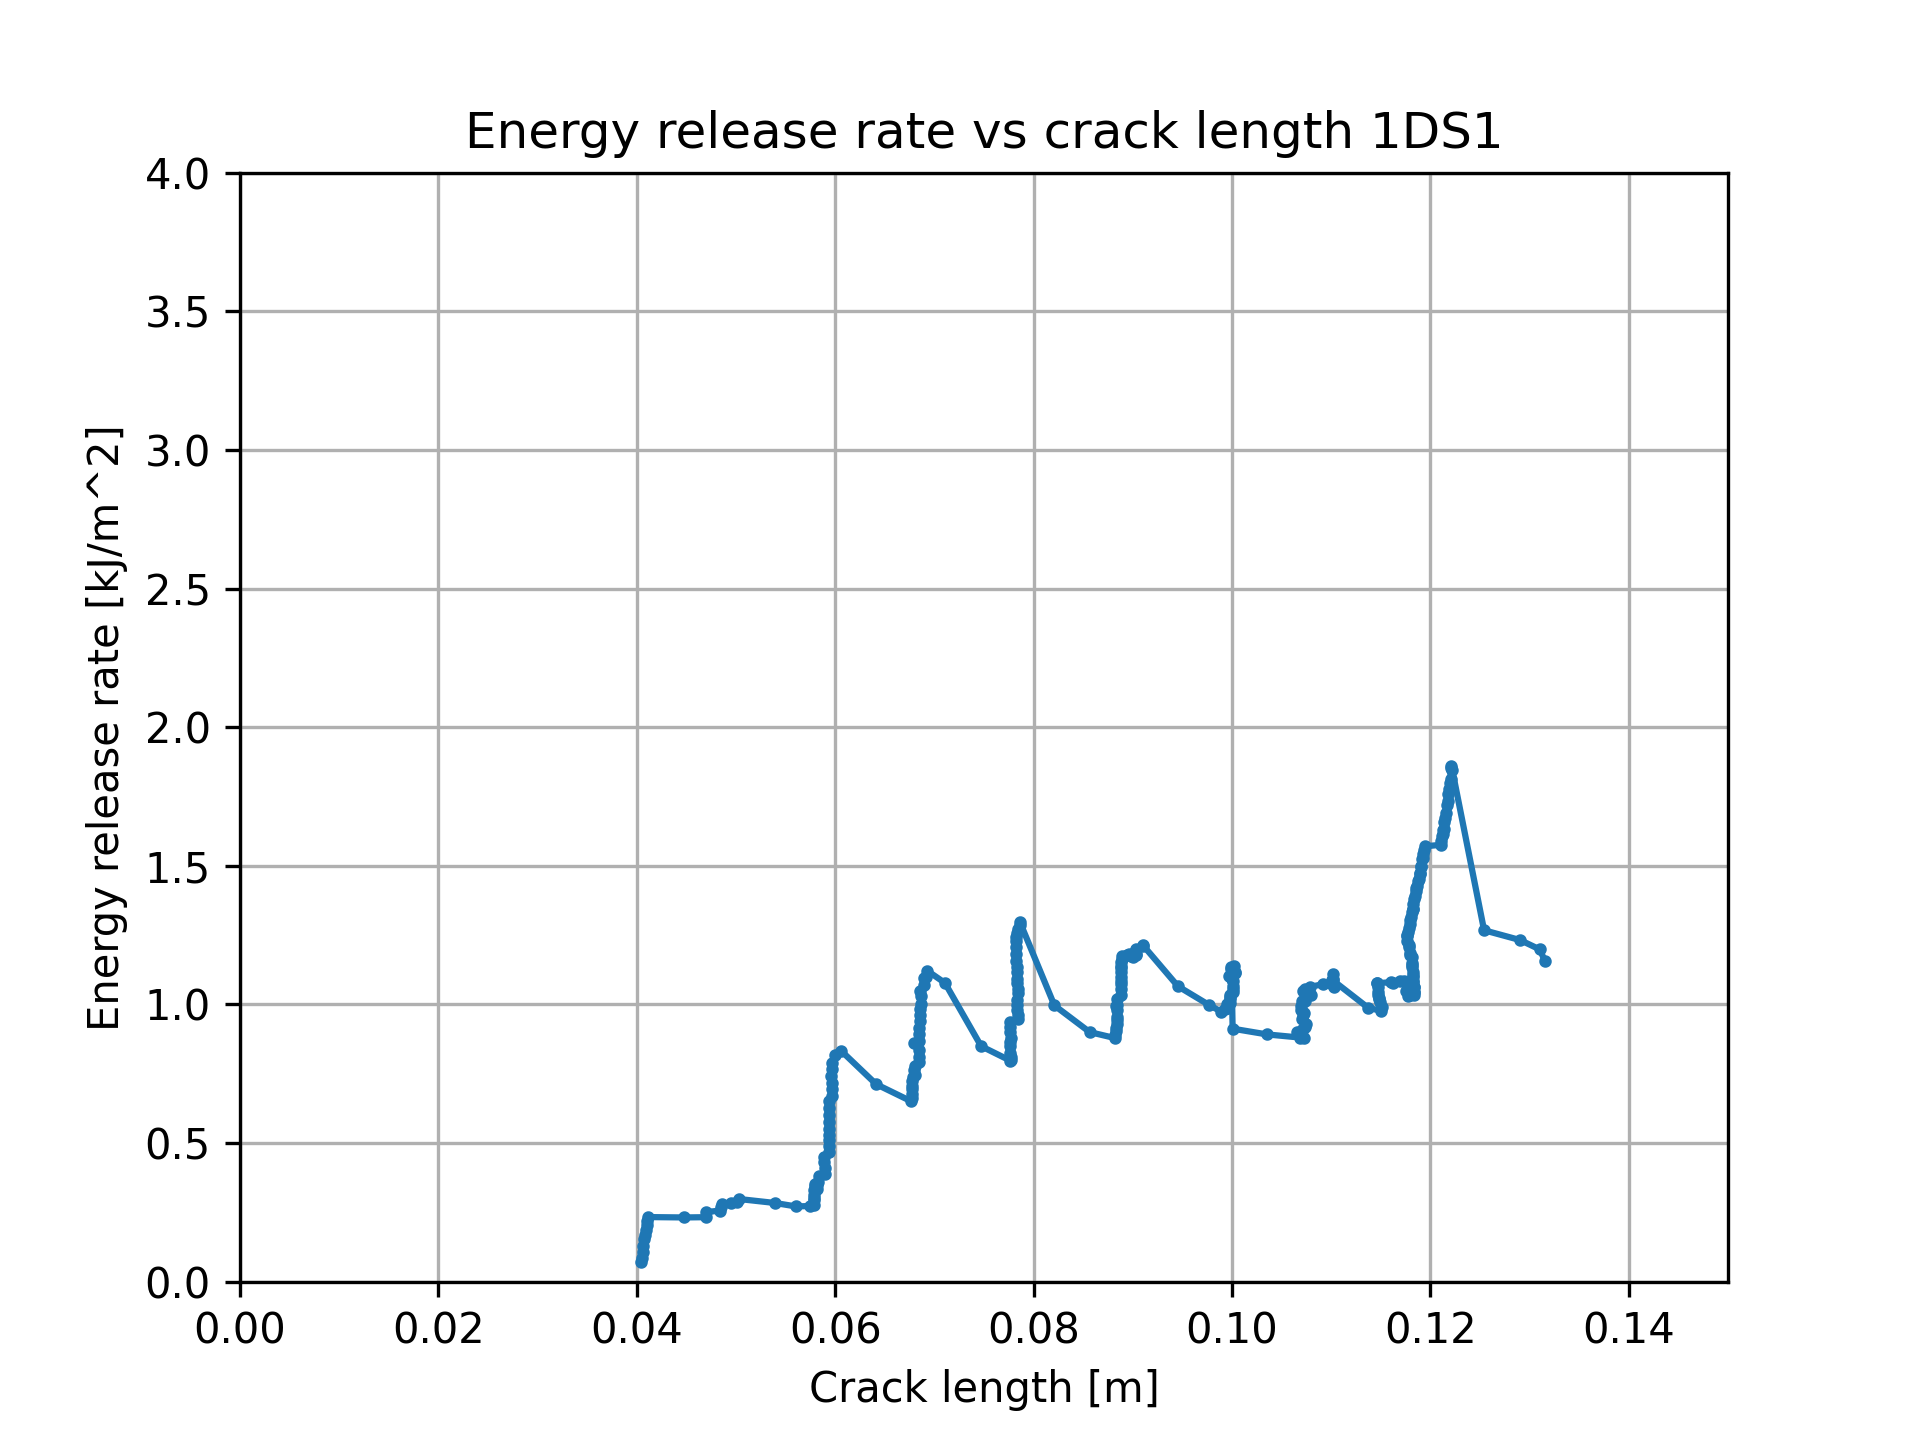 Energy release rate vs crack length 1DS1
4.0
3.5
3.0
2.5
2.0
1.5
1.0
0.5
0.0
Energy release rate [kJ/m^2]
0.00 0.02 0.04 0.06 0.08 0.10 0.12 0.14
Crack length [m]